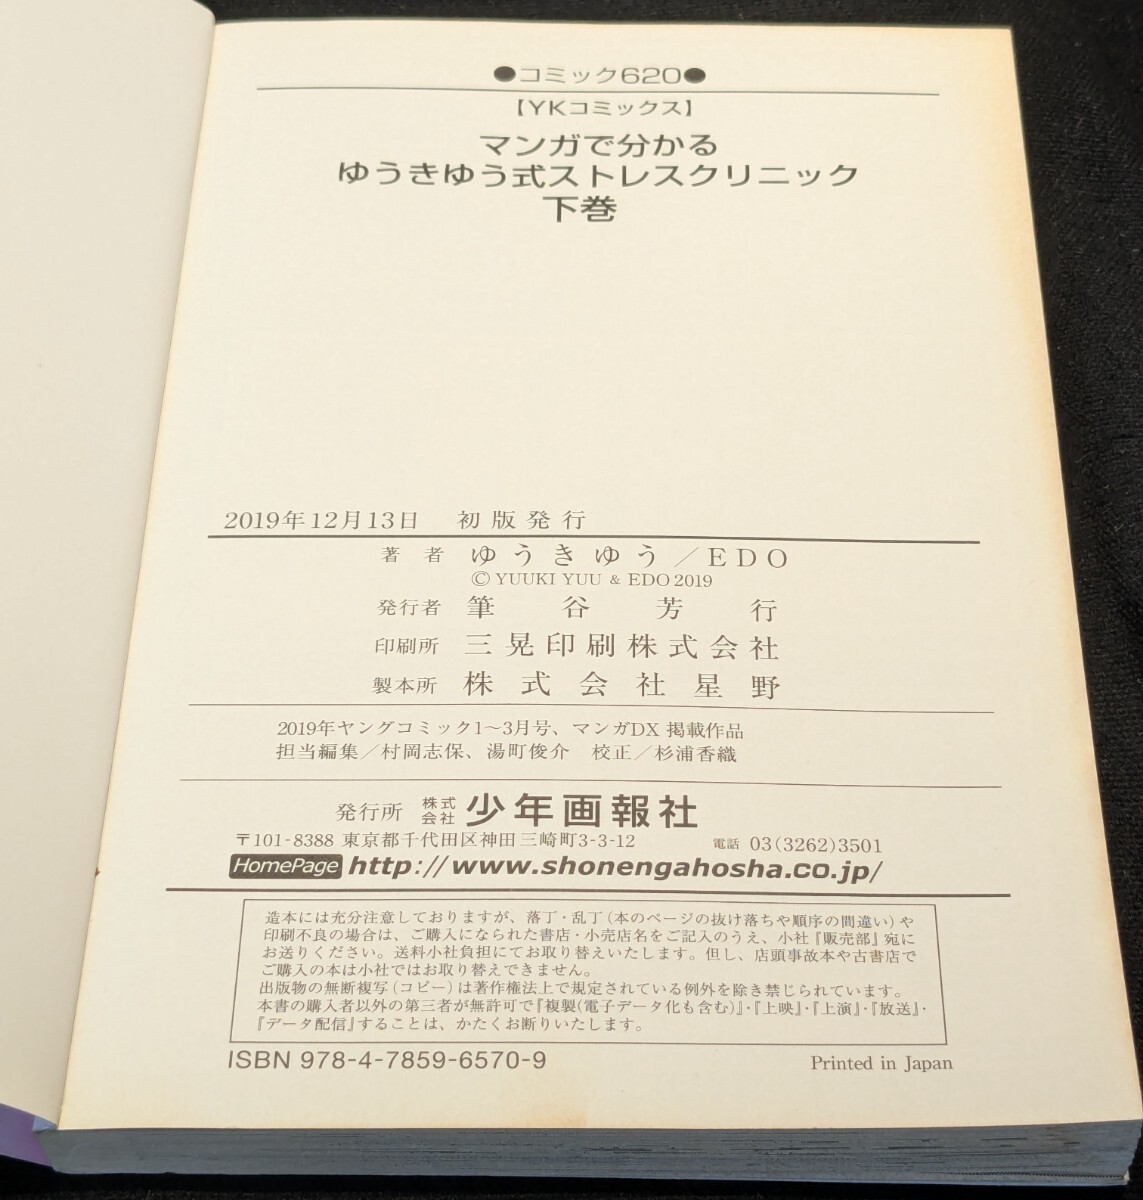 ●コミック620●
【YKコミックス】
マンガで分かる
ゆうきゆう式ストレスクリニック
下巻
2019年12月13日　初版発行
著者　ゆうきゆう／EDO
© YUUKI YUU & EDO 2019
発行者　筆谷芳行
印刷所　三晃印刷株式会社
製本所　株式会社星野
2019年ヤングコミック1〜3月号、マンガDX 掲載作品
担当編集／村岡志保、湯町俊介　校正／杉浦香織
発行所　株式会社 少年画報社
〒101-8388 東京都千代田区神田三崎町3-3-12　電話 03(3262)3501
HomePage http://www.shonengahosha.co.jp/
造本には充分注意しておりますが、落丁・乱丁（本のページの抜け落ちや順序の間違い）や
印刷不良の場合は、ご購入になられた書店・小売店名をご記入のうえ、小社『販売部』宛に
お送りください。送料小社負担にてお取り替えいたします。但し、店頭事故本や古書店で
ご購入の本は小社ではお取り替えできません。
出版物の無断複写（コピー）は著作権法上で規定されている例外を除き禁じられています。
本書の購入者以外の第三者が無許可で『複製(電子データ化も含む)』・『上映』・『上演』・『放送』・
『データ配信』することは、かたくお断りいたします。
ISBN 978-4-7859-6570-9
Printed in Japan